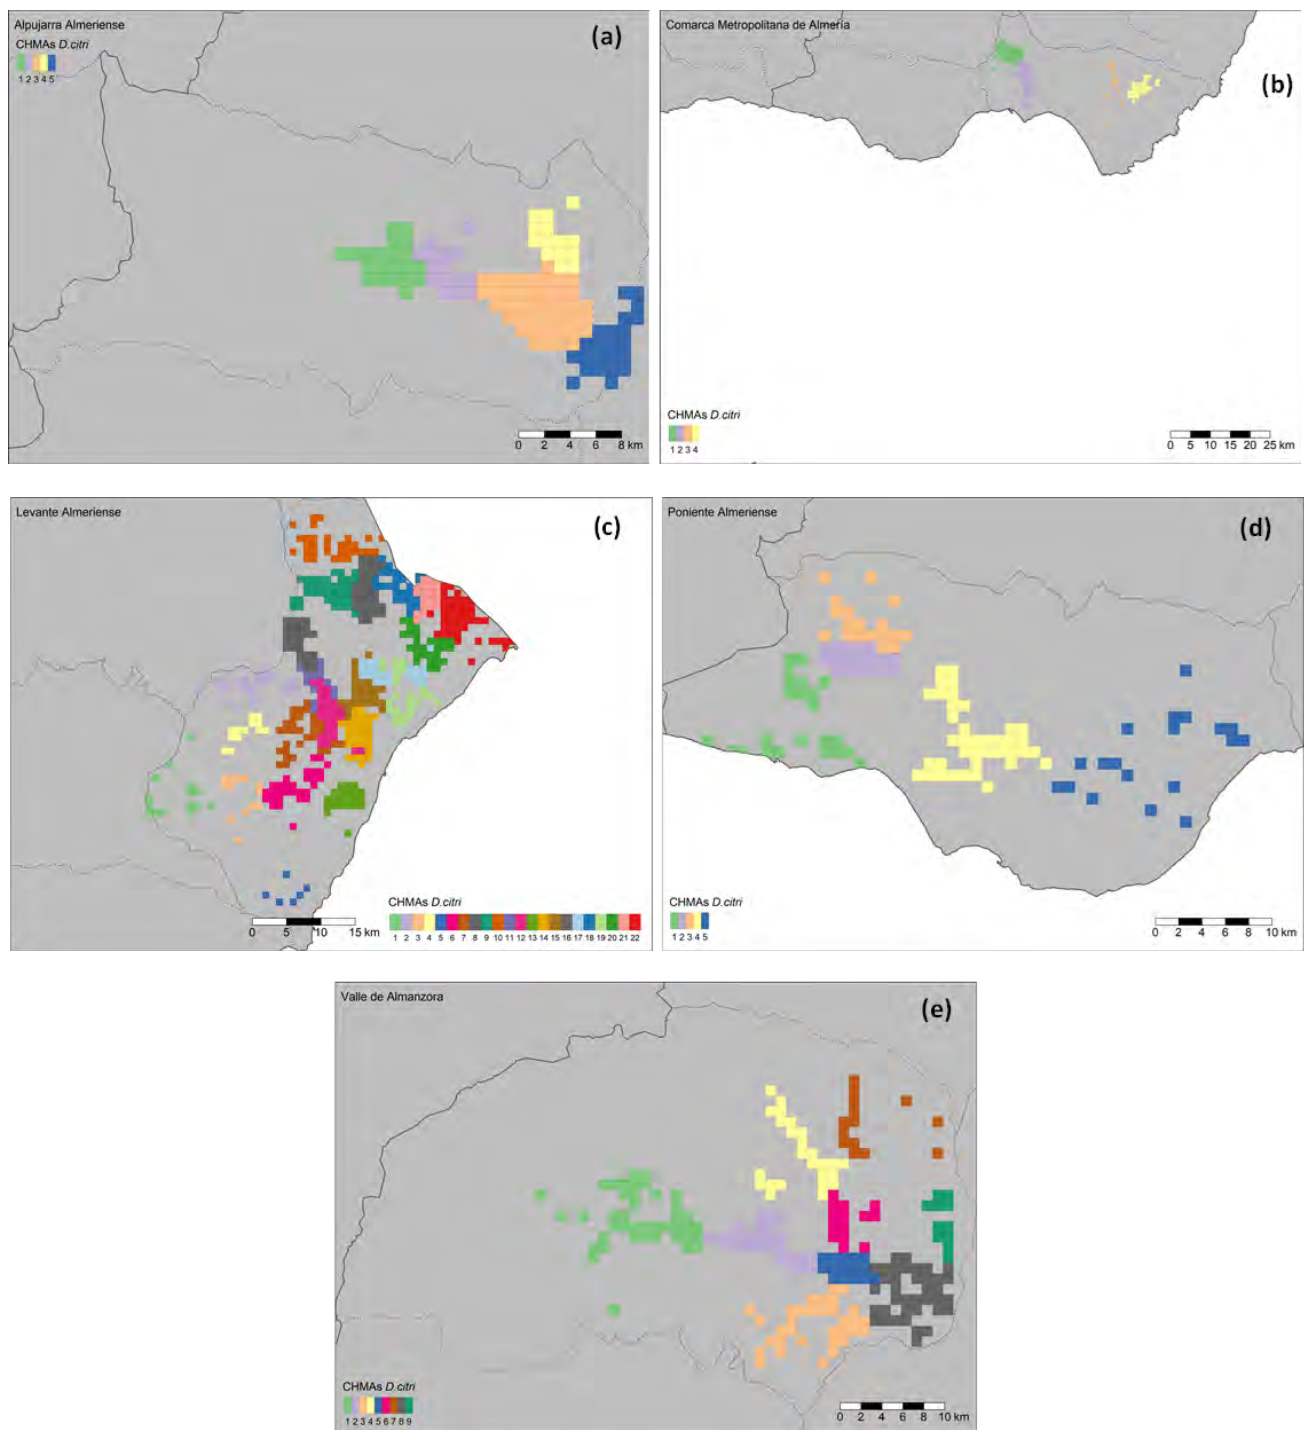 Alpujarra Almeriense
(a)
CHMAs D.citri
1 2 3 4 5
0 2 4 6 8 km
Comarca Metropolitana de Almería
(b)
CHMAs D.citri
1 2 3 4
0 5 10 15 20 25 km
Levante Almeriense
(c)
CHMAs D.citri
0 5 10 15 km
1 2 3 4 5 6 7 8 9 10 11 12 13 14 15 16 17 18 19 20 21 22
Poniente Almeriense
(d)
CHMAs D.citri
1 2 3 4 5
0 2 4 6 8 10 km
Valle de Almanzora
(e)
CHMAs D.citri
1 2 3 4 5 6 7 8 9
0 2 4 6 8 10 km